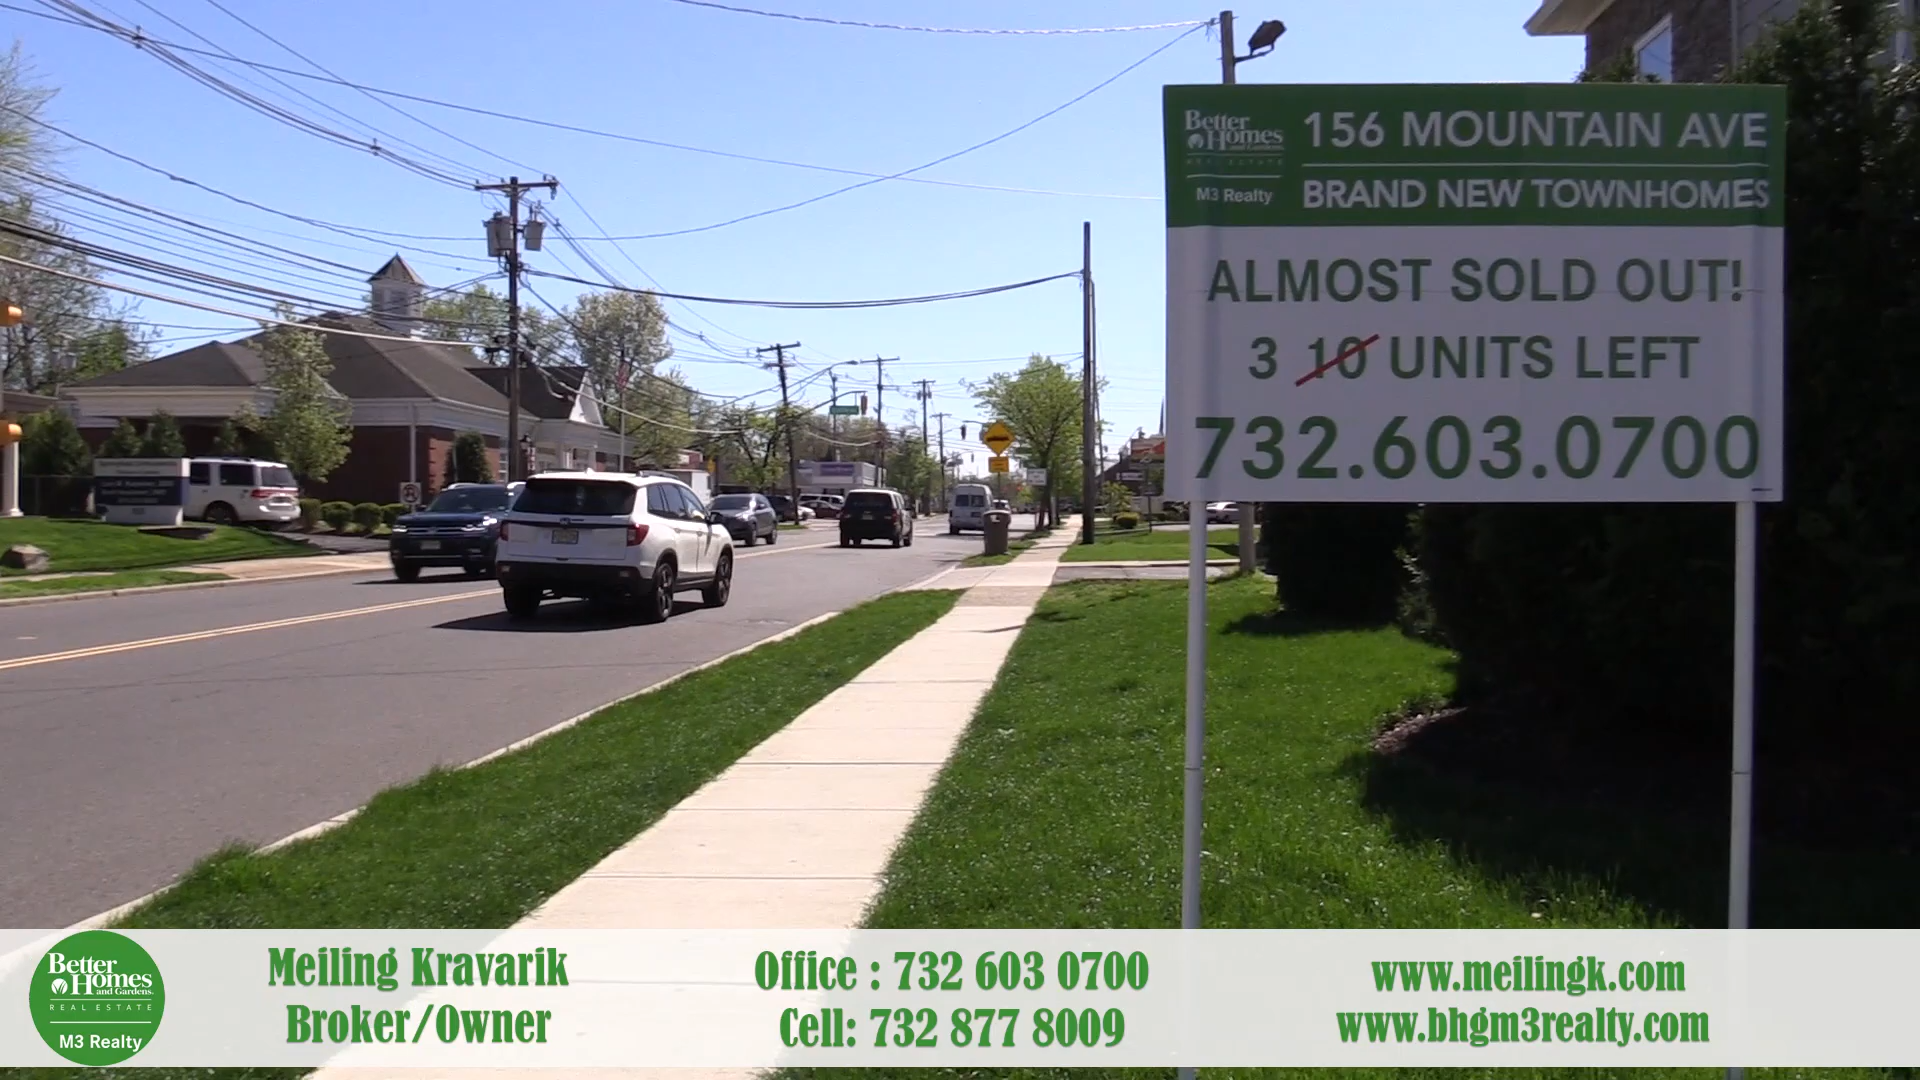 Better
Homes
and Gardens
REAL ESTATE
M3 Realty
156 MOUNTAIN AVE
BRAND NEW TOWNHOMES
ALMOST SOLD OUT!
3 10 UNITS LEFT
732.603.0700
Better
Homes
and Gardens
REAL ESTATE
M3 Realty
Meiling Kravarik
Broker/Owner
Office : 732 603 0700
Cell: 732 877 8009
www.meilingk.com
www.bhgm3realty.com